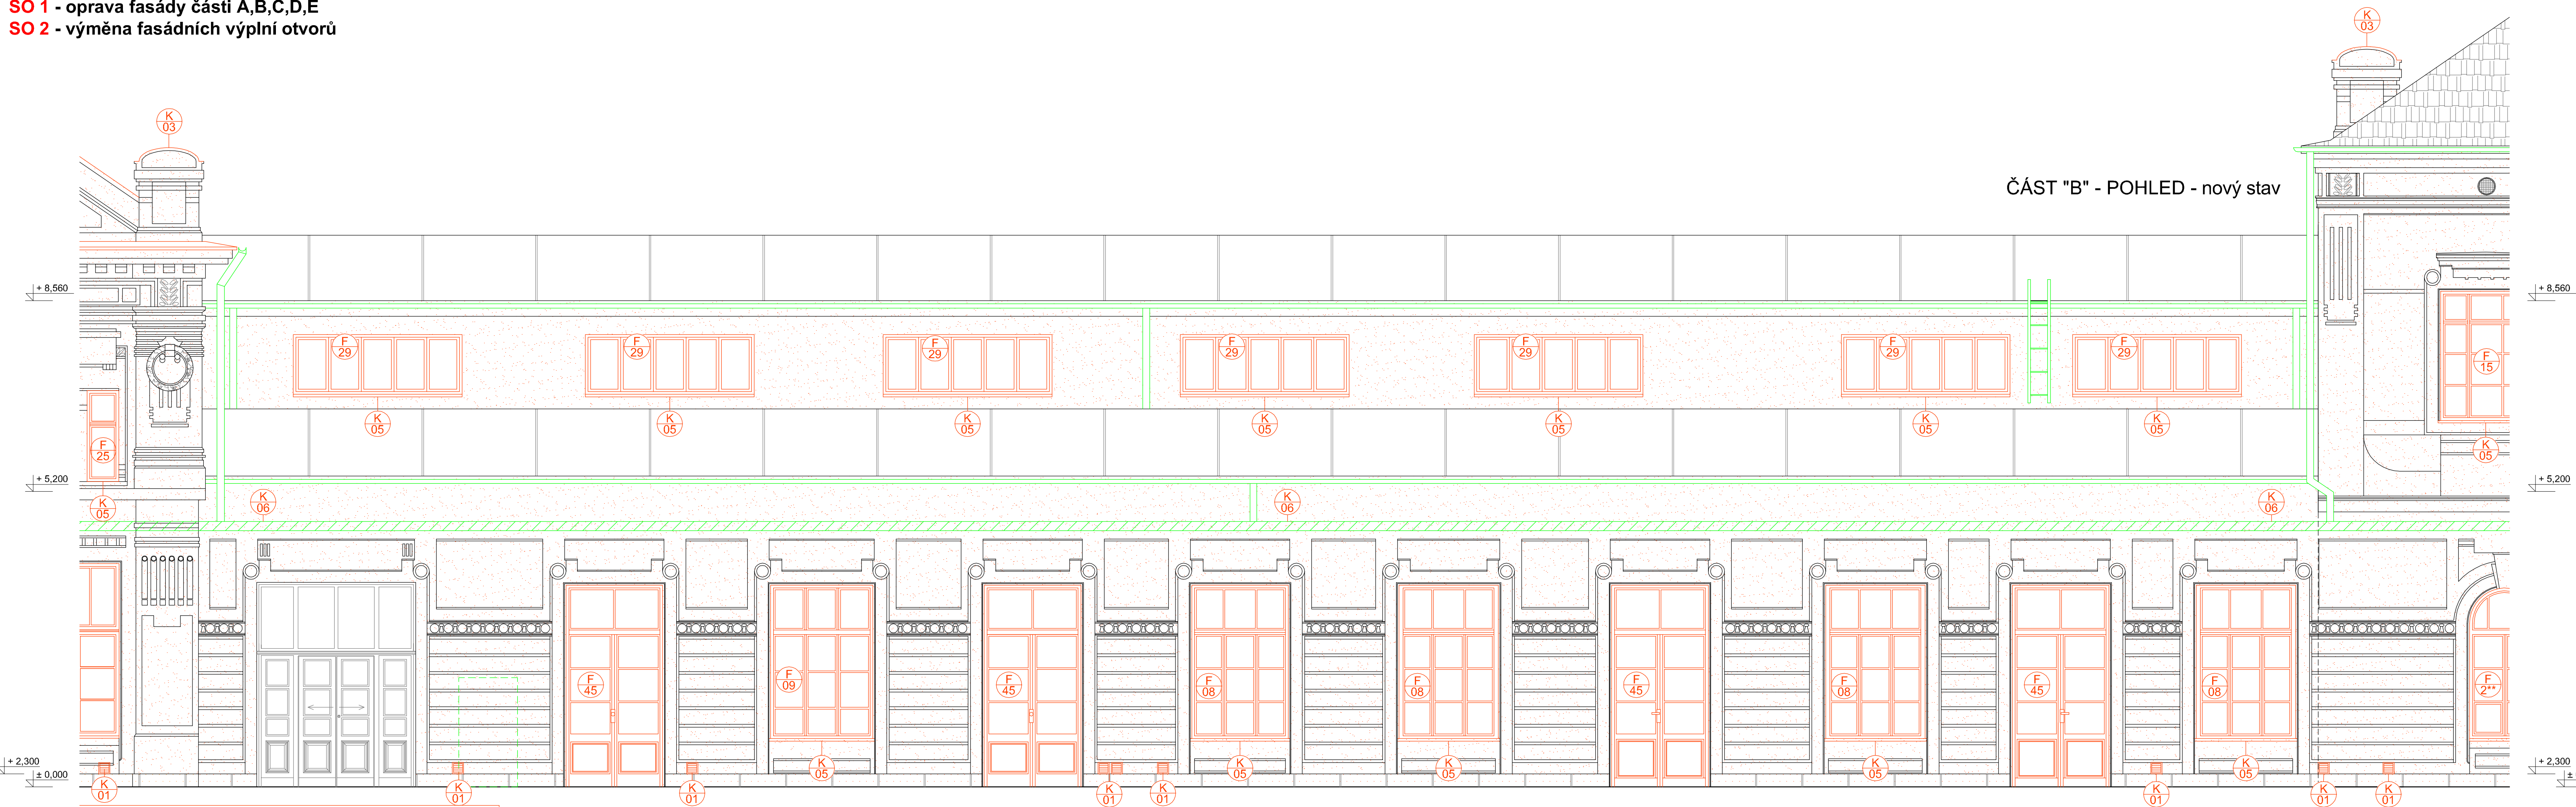 SO 1 - oprava fasády části A,B,C,D,E
SO 2 - výměna fasádních výplní otvorů
K 03
K 03
ČÁST "B" - POHLED - nový stav
+ 8,560
+ 8,560
F 29
F 29
F 29
F 29
F 29
F 29
F 29
F 15
K 05
K 05
K 05
K 05
K 05
K 05
K 05
K 05
F 25
+ 5,200
+ 5,200
K 05
K 06
K 06
K 06
F 45
F 09
F 45
F 08
F 08
F 45
F 08
F 45
F 08
F 2**
+ 2,300
+ 2,300
± 0,000
±
K 05
K 05
K 05
K 05
K 05
K 01
K 01
K 01
K 01
K 01
K 01
K 01
K 01